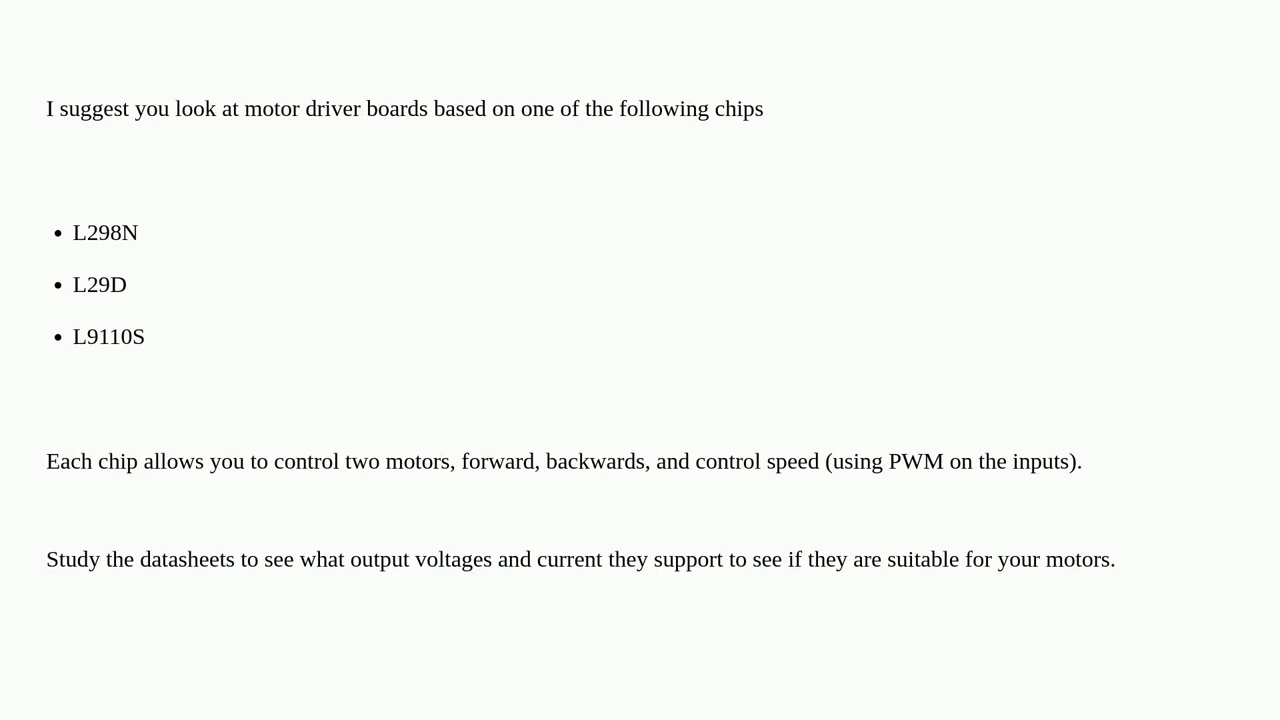 I suggest you look at motor driver boards based on one of the following chips
• L298N
• L29D
• L9110S
Each chip allows you to control two motors, forward, backwards, and control speed (using PWM on the inputs).
Study the datasheets to see what output voltages and current they support to see if they are suitable for your motors.